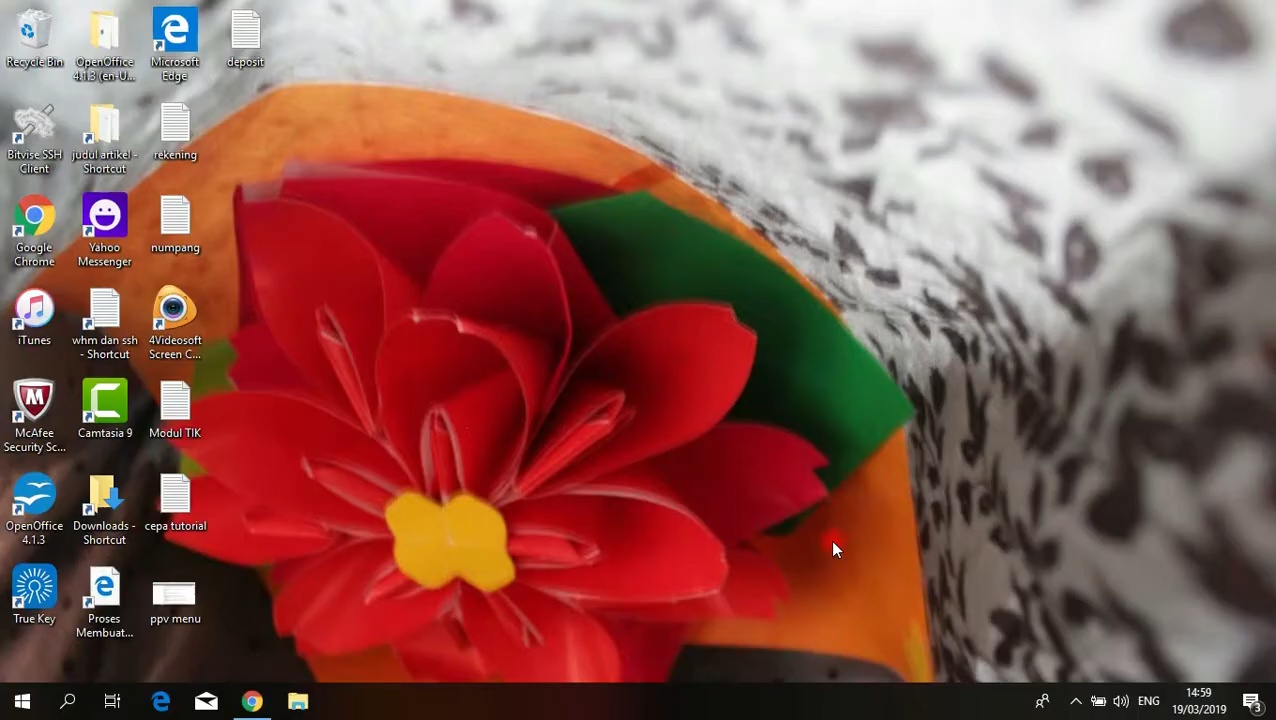 Recycle Bin
OpenOffice
4.1.3 (en-U...
Microsoft
Edge
deposit
Bitvise SSH
Client
judul artikel -
Shortcut
rekening
Google
Chrome
Yahoo
Messenger
numpang
iTunes
whm dan ssh
- Shortcut
4Videosoft
Screen C...
McAfee
Security Sc...
Camtasia 9
Modul TIK
OpenOffice
4.1.3
Downloads -
Shortcut
cepa tutorial
True Key
Proses
Membuat...
ppv menu
ENG
14:59
19/03/2019
3